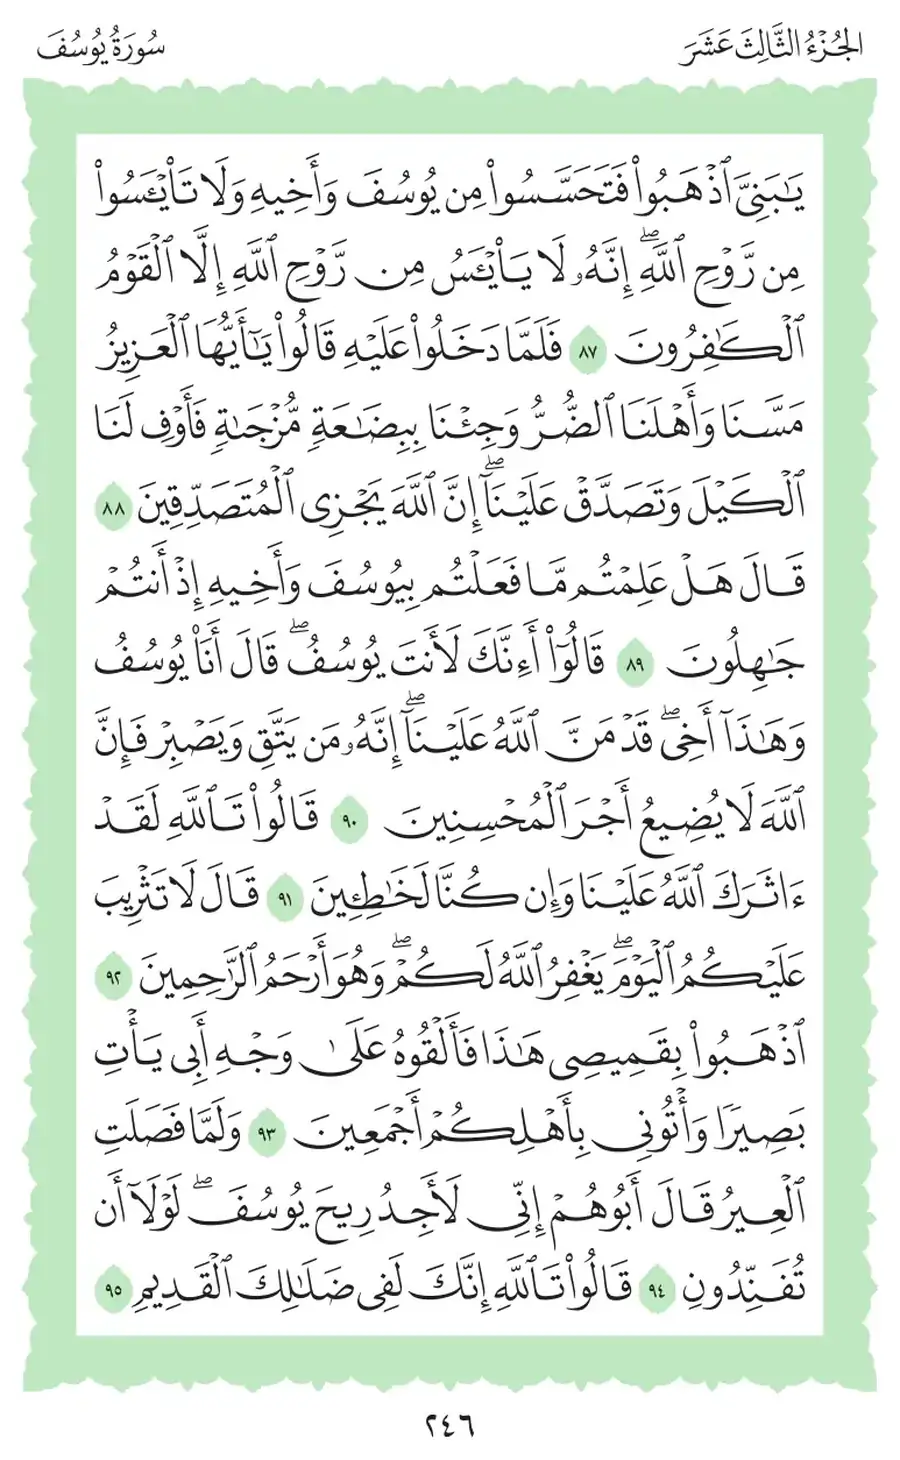 الجُزْءُ الثَّالِثَ عَشَرَ
سُورَةُ يُوسُفَ
يَٰبَنِيَّ ٱذْهَبُوا۟ فَتَحَسَّسُوا۟ مِن يُوسُفَ وَأَخِيهِ وَلَا تَا۟يْـَٔسُوا۟
مِن رَّوْحِ ٱللَّهِۖ إِنَّهُۥ لَا يَا۟يْـَٔسُ مِن رَّوْحِ ٱللَّهِ إِلَّا ٱلْقَوْمُ
ٱلْكَٰفِرُونَ ٨٧ فَلَمَّا دَخَلُوا۟ عَلَيْهِ قَالُوا۟ يَٰٓأَيُّهَا ٱلْعَزِيزُ
مَسَّنَا وَأَهْلَنَا ٱلضُّرُّ وَجِئْنَا بِبِضَٰعَةٍ مُّزْجَىٰةٍ فَأَوْفِ لَنَا
ٱلْكَيْلَ وَتَصَدَّقْ عَلَيْنَآۖ إِنَّ ٱللَّهَ يَجْزِى ٱلْمُتَصَدِّقِينَ ٨٨
قَالَ هَلْ عَلِمْتُم مَّا فَعَلْتُم بِيُوسُفَ وَأَخِيهِ إِذْ أَنتُمْ
جَٰهِلُونَ ٨٩ قَالُوٓا۟ أَءِنَّكَ لَأَنتَ يُوسُفُۖ قَالَ أَنَا۠ يُوسُفُ
وَهَٰذَآ أَخِىۖ قَدْ مَنَّ ٱللَّهُ عَلَيْنَآۖ إِنَّهُۥ مَن يَتَّقِ وَيَصْبِرْ فَإِنَّ
ٱللَّهَ لَا يُضِيعُ أَجْرَ ٱلْمُحْسِنِينَ ٩٠ قَالُوا۟ تَٱللَّهِ لَقَدْ
ءَاثَرَكَ ٱللَّهُ عَلَيْنَا وَإِن كُنَّا لَخَٰطِـِٔينَ ٩١ قَالَ لَا تَثْرِيبَ
عَلَيْكُمُ ٱلْيَوْمَۖ يَغْفِرُ ٱللَّهُ لَكُمْۖ وَهُوَ أَرْحَمُ ٱلرَّٰحِمِينَ ٩٢
ٱذْهَبُوا۟ بِقَمِيصِى هَٰذَا فَأَلْقُوهُ عَلَىٰ وَجْهِ أَبِى يَأْتِ
بَصِيرًا وَأْتُونِى بِأَهْلِكُمْ أَجْمَعِينَ ٩٣ وَلَمَّا فَصَلَتِ
ٱلْعِيرُ قَالَ أَبُوهُمْ إِنِّى لَأَجِدُ رِيحَ يُوسُفَۖ لَوْلَآ أَن
تُفَنِّدُونِ ٩٤ قَالُوا۟ تَٱللَّهِ إِنَّكَ لَفِى ضَلَٰلِكَ ٱلْقَدِيمِ ٩٥
٢٤٦